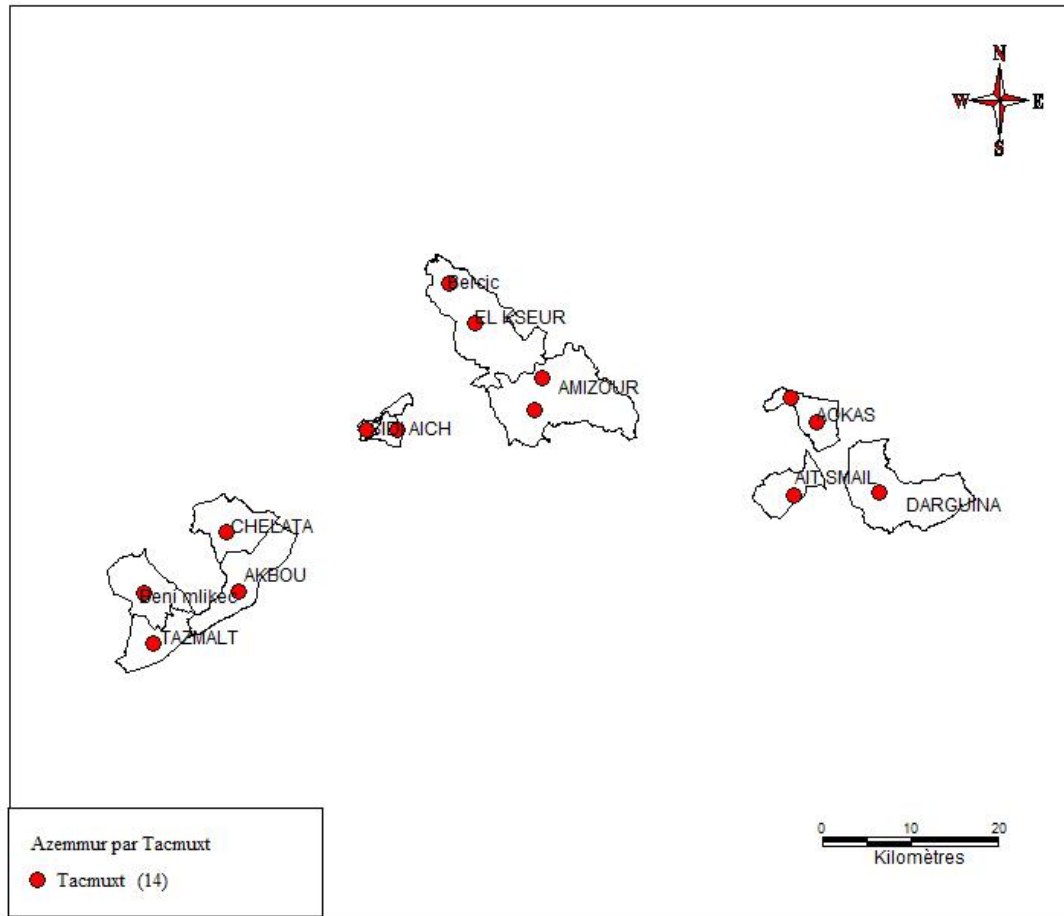 N
W E
S
Bercic
EL KSEUR
AMIZOUR
AOKAS
AICH
AIT SMAIL
DARGUINA
CHELATA
AKBOU
Beni mlikec
TAZMALT
Azemmur par Tacmuxt
Tacmuxt (14)
0 10 20
Kilomètres